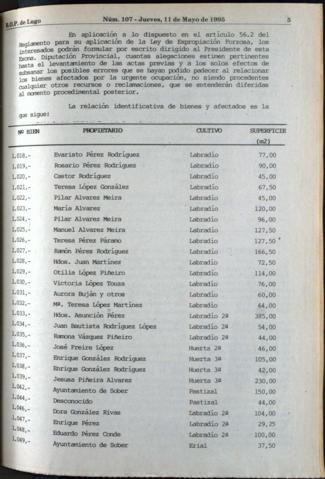 B.O.P. de Lugo
Núm. 107 - Jueves, 11 de Mayo de 1995
5
En aplicación a lo dispuesto en el artículo 56.2 del
Reglamento para su aplicación de la Ley de Expropiación Forzosa, los
interesados podrán formular por escrito dirigido al Presidente de esta
Excma. Diputación Provincial, cuantas alegaciones estimen pertinentes
hasta el levantamiento de las actas previas y a los solos efectos de
subsanar los posibles errores que se hayan podido padecer al relacionar
los bienes afectados por la urgente ocupación, no siendo procedentes
cualquier otros recursos o reclamaciones, que se entenderán diferidas
al momento procedimental posterior.
La relación identificativa de bienes y afectados es la
que sigue:
Nº BIEN PROPIETARIO CULTIVO SUPERFICIE
(m2)
1.018,- Evaristo Pérez Rodríguez Labradío 77,00
1.019,- Rosario Pérez Rodríguez Labradío 90,00
1.020,- Castor Rodríguez Labradío 45,00
1.021,- Teresa López González Labradío 67,50
1.022,- Pilar Alvarez Meira Labradío 45,00
1.023,- María Alvarez Labradío 120,00
1.024,- Pilar Alvarez Meira Labradío 96,00
1.025,- Manuel Alvarez Meira Labradío 127,50
1.026,- Teresa Pérez Páramo Labradío 127,50
1.027,- Ramón Pérez Rodríguez Labradío 166,50
1.028,- Hdos. Juan Martínez Labradío 72,50
1.029,- Otilia López Piñeiro Labradío 114,00
1.030,- Victoria López Touza Labradío 76,00
1.031,- Aurora Buján y otros Labradío 60,00
1.032,- Mª. Teresa López Martínez Labradío 64,00
1.033,- Hdos. Asunción Pérez Labradío 2ª 385,00
1.034,- Juan Bautista Rodríguez López Labradío 2ª 54,00
1.035,- Ramona Vázquez Piñeiro Labradío 2ª 44,00
1.036,- José Freire López Huerta 2ª 46,00
1.037,- Enrique González Rodríguez Huerta 3ª 105,00
1.038,- Enrique González Rodríguez Huerta 3ª 42,00
1.039,- Jesusa Piñeira Alvarez Huerta 3ª 230,00
1.042,- Ayuntamiento de Sober Pastizal 150,00
1.044,- Desconocido Pastizal 44,00
1.046,- Dora González Rivas Labradío 2ª 104,00
1.047,- Enrique Pérez Labradío 2ª 29,25
1.048,- Eduardo Pérez Conde Labradío 2ª 100,00
1.049,- Ayuntamiento de Sober Erial 37,50